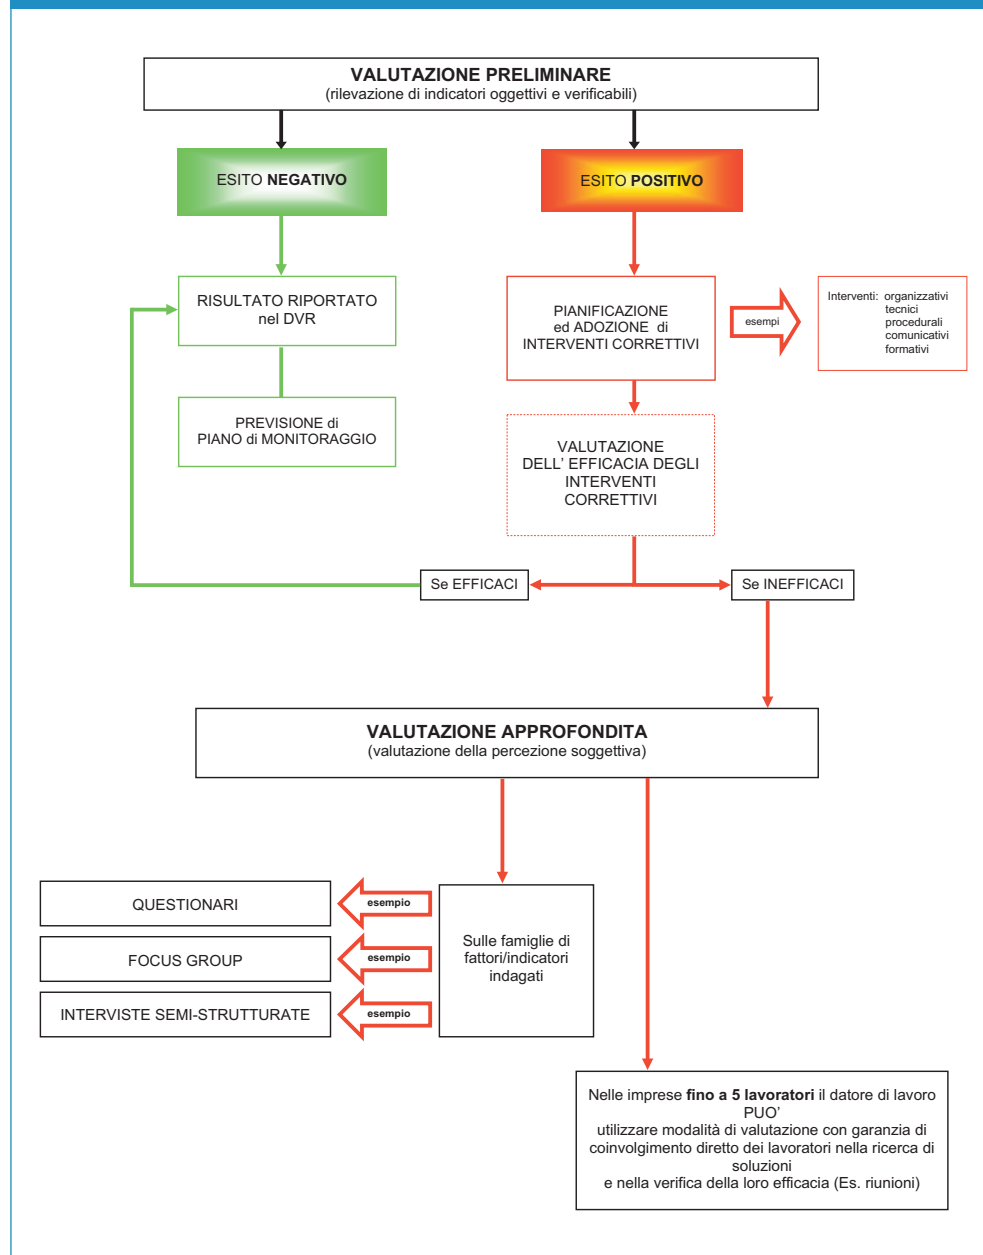 VALUTAZIONE PRELIMINARE
(rilevazione di indicatori oggettivi e verificabili)
ESITO NEGATIVO
ESITO POSITIVO
RISULTATO RIPORTATO
nel DVR
PIANIFICAZIONE
ed ADOZIONE di
INTERVENTI CORRETTIVI
esempi
Interventi: organizzativi
tecnici
procedurali
comunicativi
formativi
PREVISIONE di
PIANO di MONITORAGGIO
VALUTAZIONE
DELL' EFFICACIA DEGLI
INTERVENTI
CORRETTIVI
Se EFFICACI
Se INEFFICACI
VALUTAZIONE APPROFONDITA
(valutazione della percezione soggettiva)
QUESTIONARI
esempio
FOCUS GROUP
esempio
INTERVISTE SEMI-STRUTTURATE
esempio
Sulle famiglie di
fattori/indicatori
indagati
Nelle imprese fino a 5 lavoratori il datore di lavoro
PUO'
utilizzare modalità di valutazione con garanzia di
coinvolgimento diretto dei lavoratori nella ricerca di
soluzioni
e nella verifica della loro efficacia (Es. riunioni)